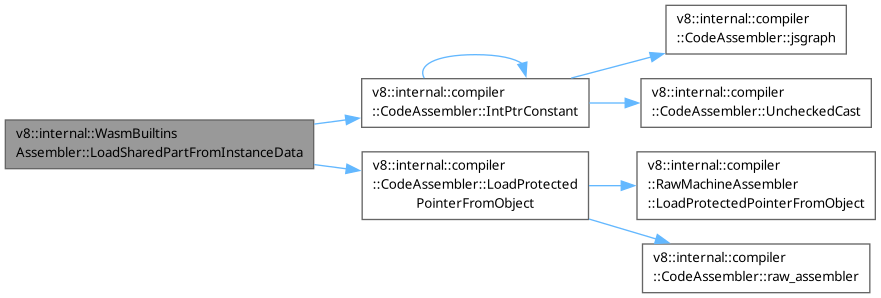 v8::internal::WasmBuiltins
Assembler::LoadSharedPartFromInstanceData
v8::internal::compiler
::CodeAssembler::IntPtrConstant
v8::internal::compiler
::CodeAssembler::jsgraph
v8::internal::compiler
::CodeAssembler::UncheckedCast
v8::internal::compiler
::CodeAssembler::LoadProtected
PointerFromObject
v8::internal::compiler
::RawMachineAssembler
::LoadProtectedPointerFromObject
v8::internal::compiler
::CodeAssembler::raw_assembler